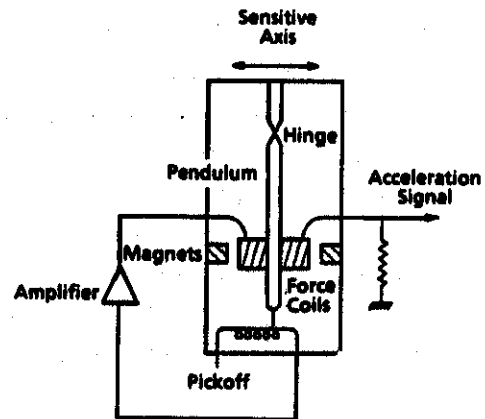 Sensitive
Axis
Hinge
Pendulum
Acceleration
Signal
Magnets
Amplifier
Force
Coils
Pickoff